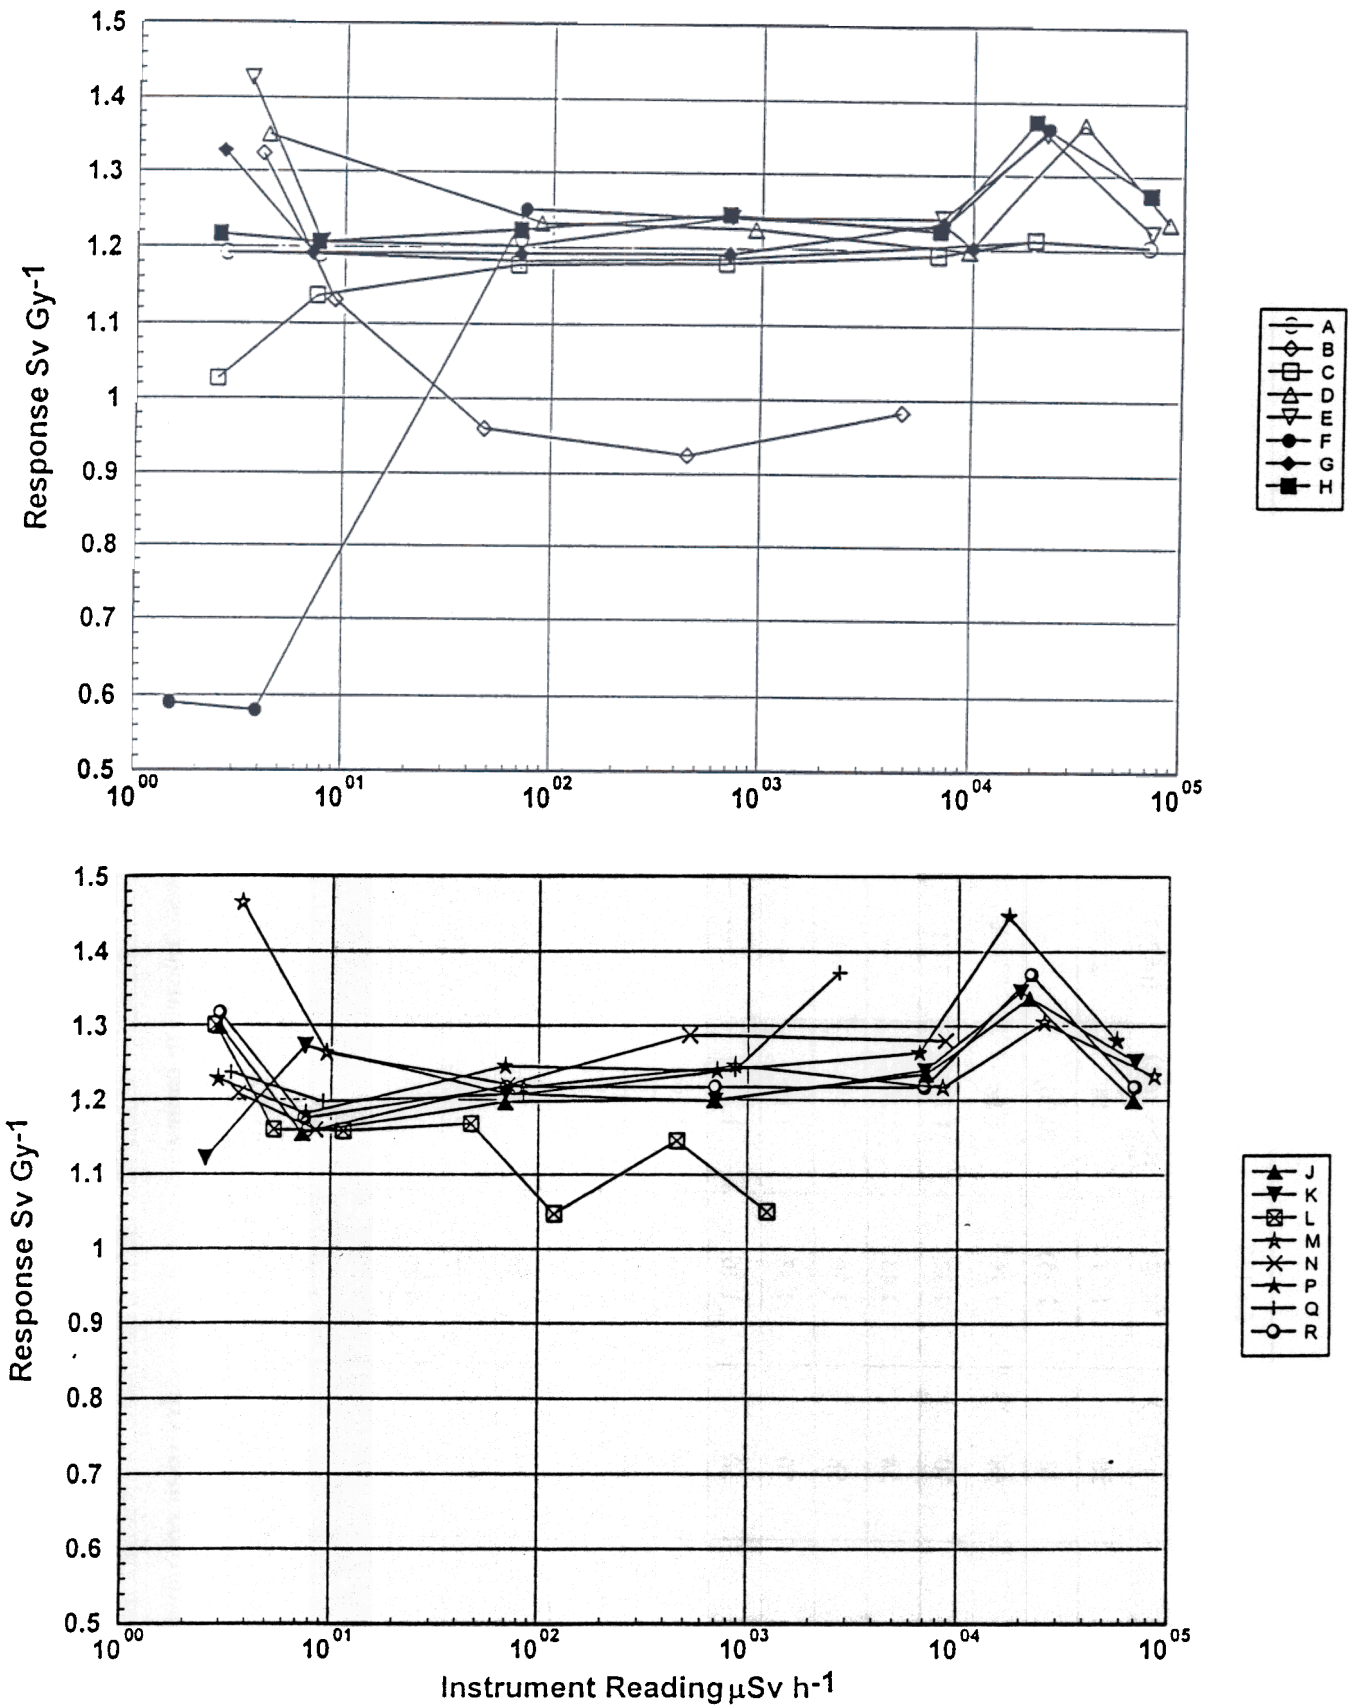 1.5
1.4
1.3
1.2
1.1
1
0.9
0.8
0.7
0.6
0.5
Response Sv Gy-1
10^00 10^01 10^02 10^03 10^04 10^05
A
B
C
D
E
F
G
H
1.5
1.4
1.3
1.2
1.1
1
0.9
0.8
0.7
0.6
0.5
Response Sv Gy-1
10^00 10^01 10^02 10^03 10^04 10^05
Instrument Reading μSv h-1
J
K
L
M
N
P
Q
R